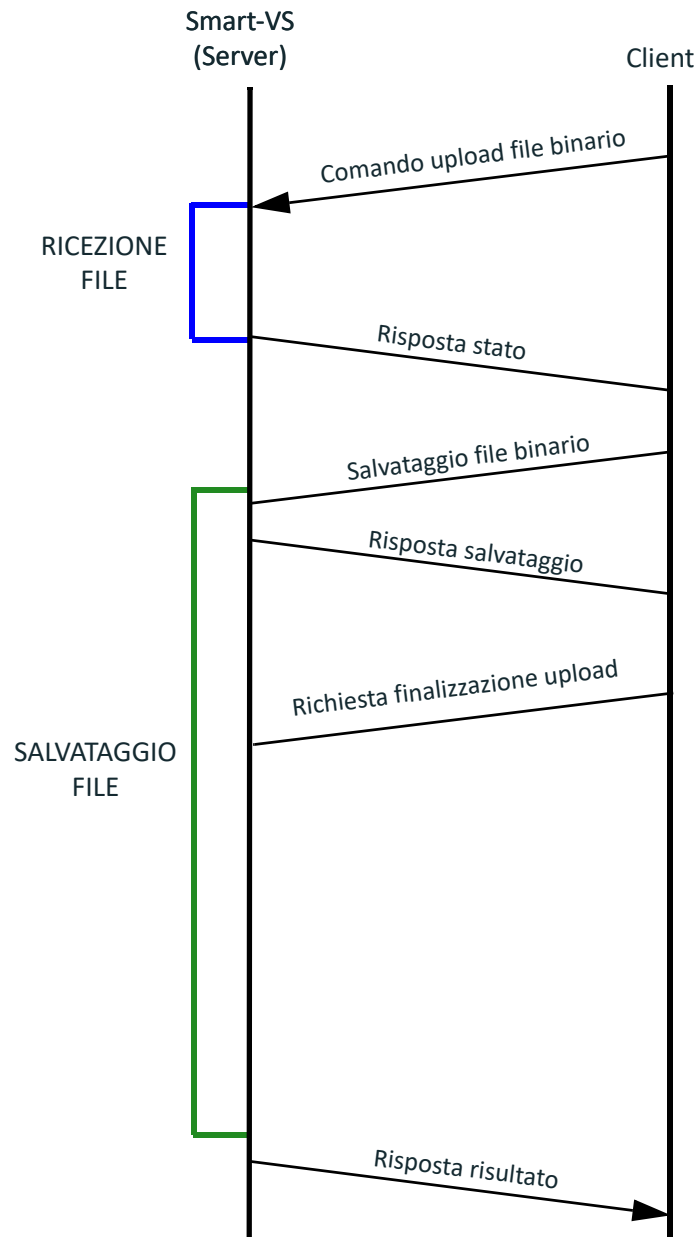 Smart-VS
(Server)
Client
Comando upload file binario
RICEZIONE
FILE
Risposta stato
Salvataggio file binario
Risposta salvataggio
Richiesta finalizzazione upload
SALVATAGGIO
FILE
Risposta risultato